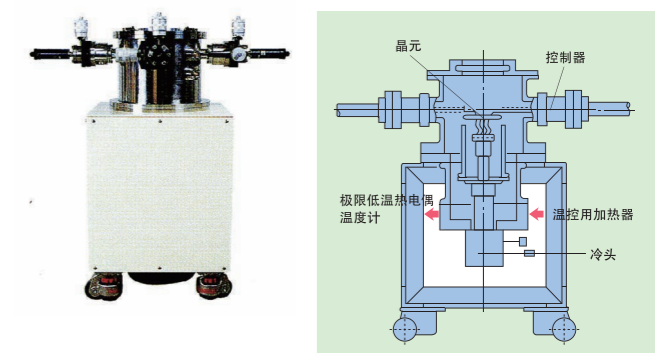 晶元
控制器
极限低温热电偶
温度计
温控用加热器
冷头